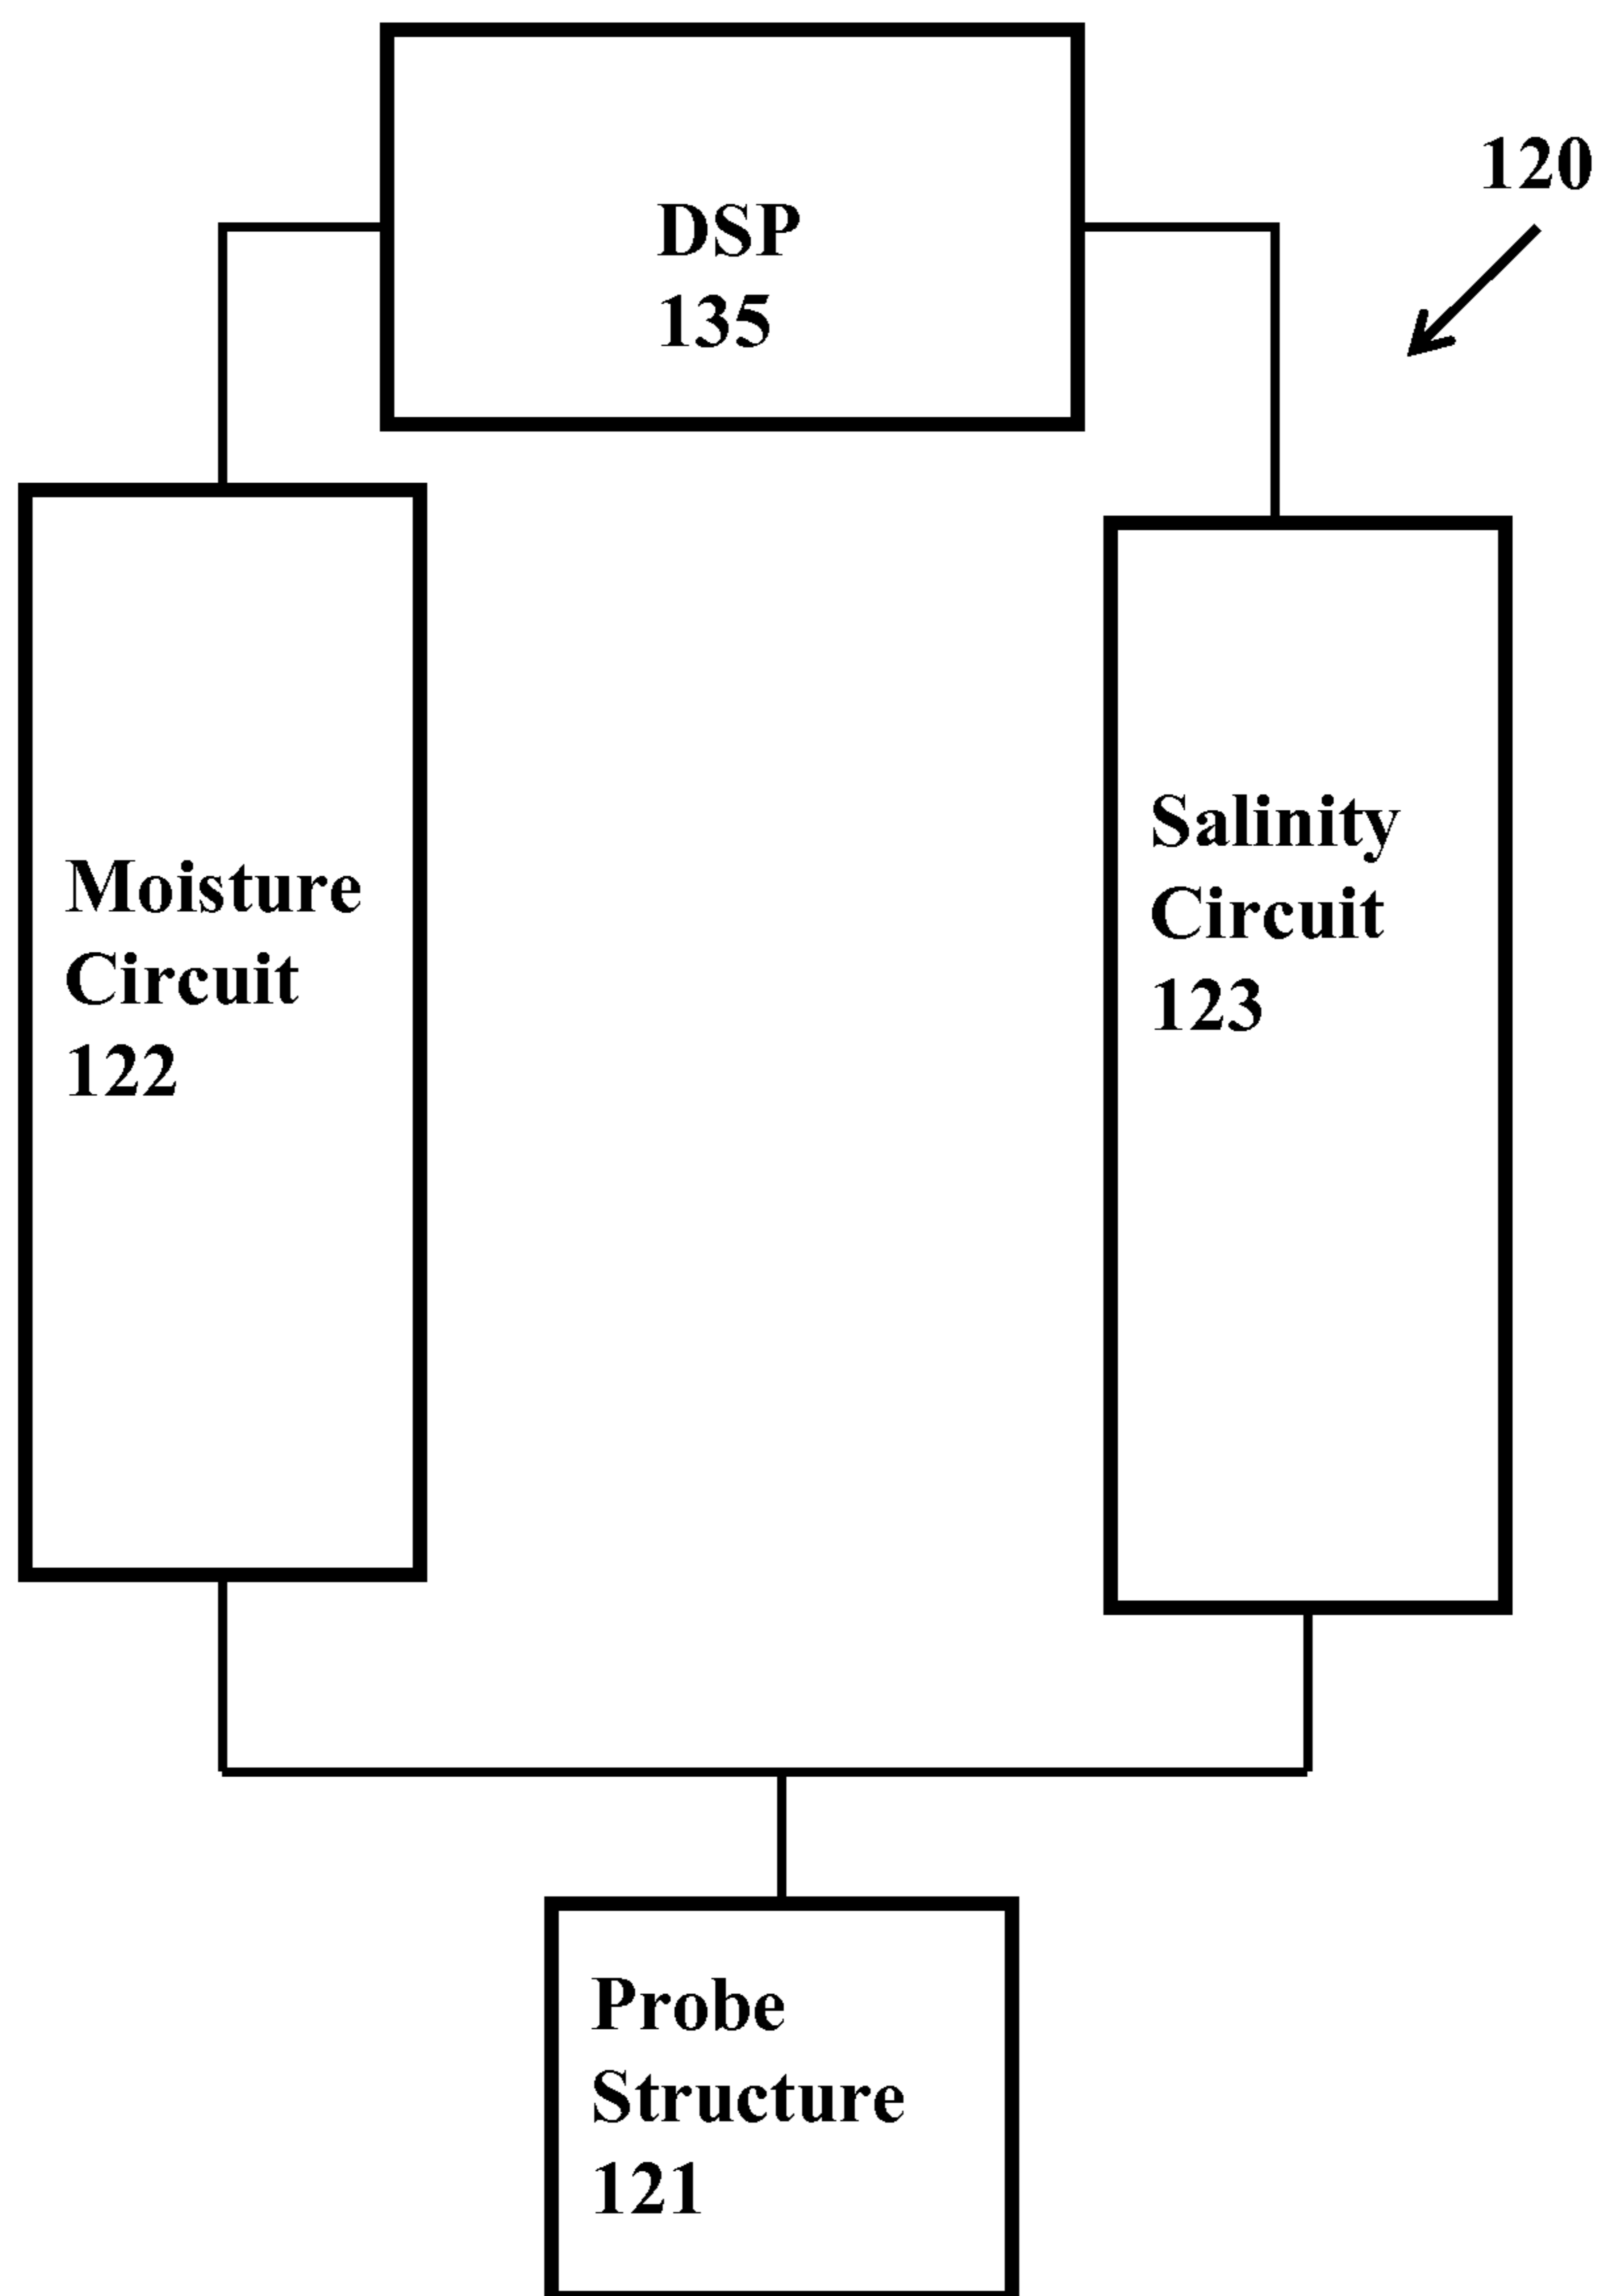 DSP
135
120
Moisture
Circuit
122
Salinity
Circuit
123
Probe
Structure
121